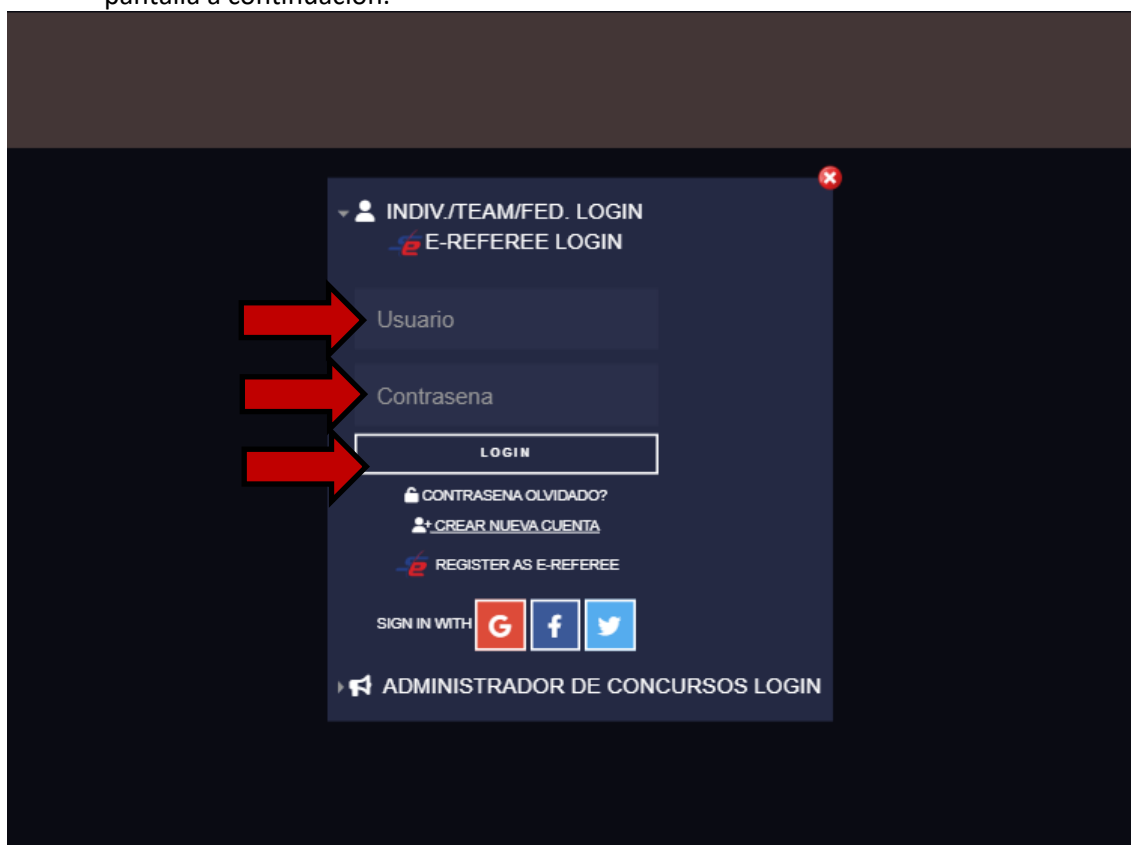 pantalla a continuación.
INDIV./TEAM/FED. LOGIN
E-REFEREE LOGIN
Usuario
Contrasena
LOGIN
CONTRASENA OLVIDADO?
CREAR NUEVA CUENTA
REGISTER AS E-REFEREE
SIGN IN WITH
ADMINISTRADOR DE CONCURSOS LOGIN